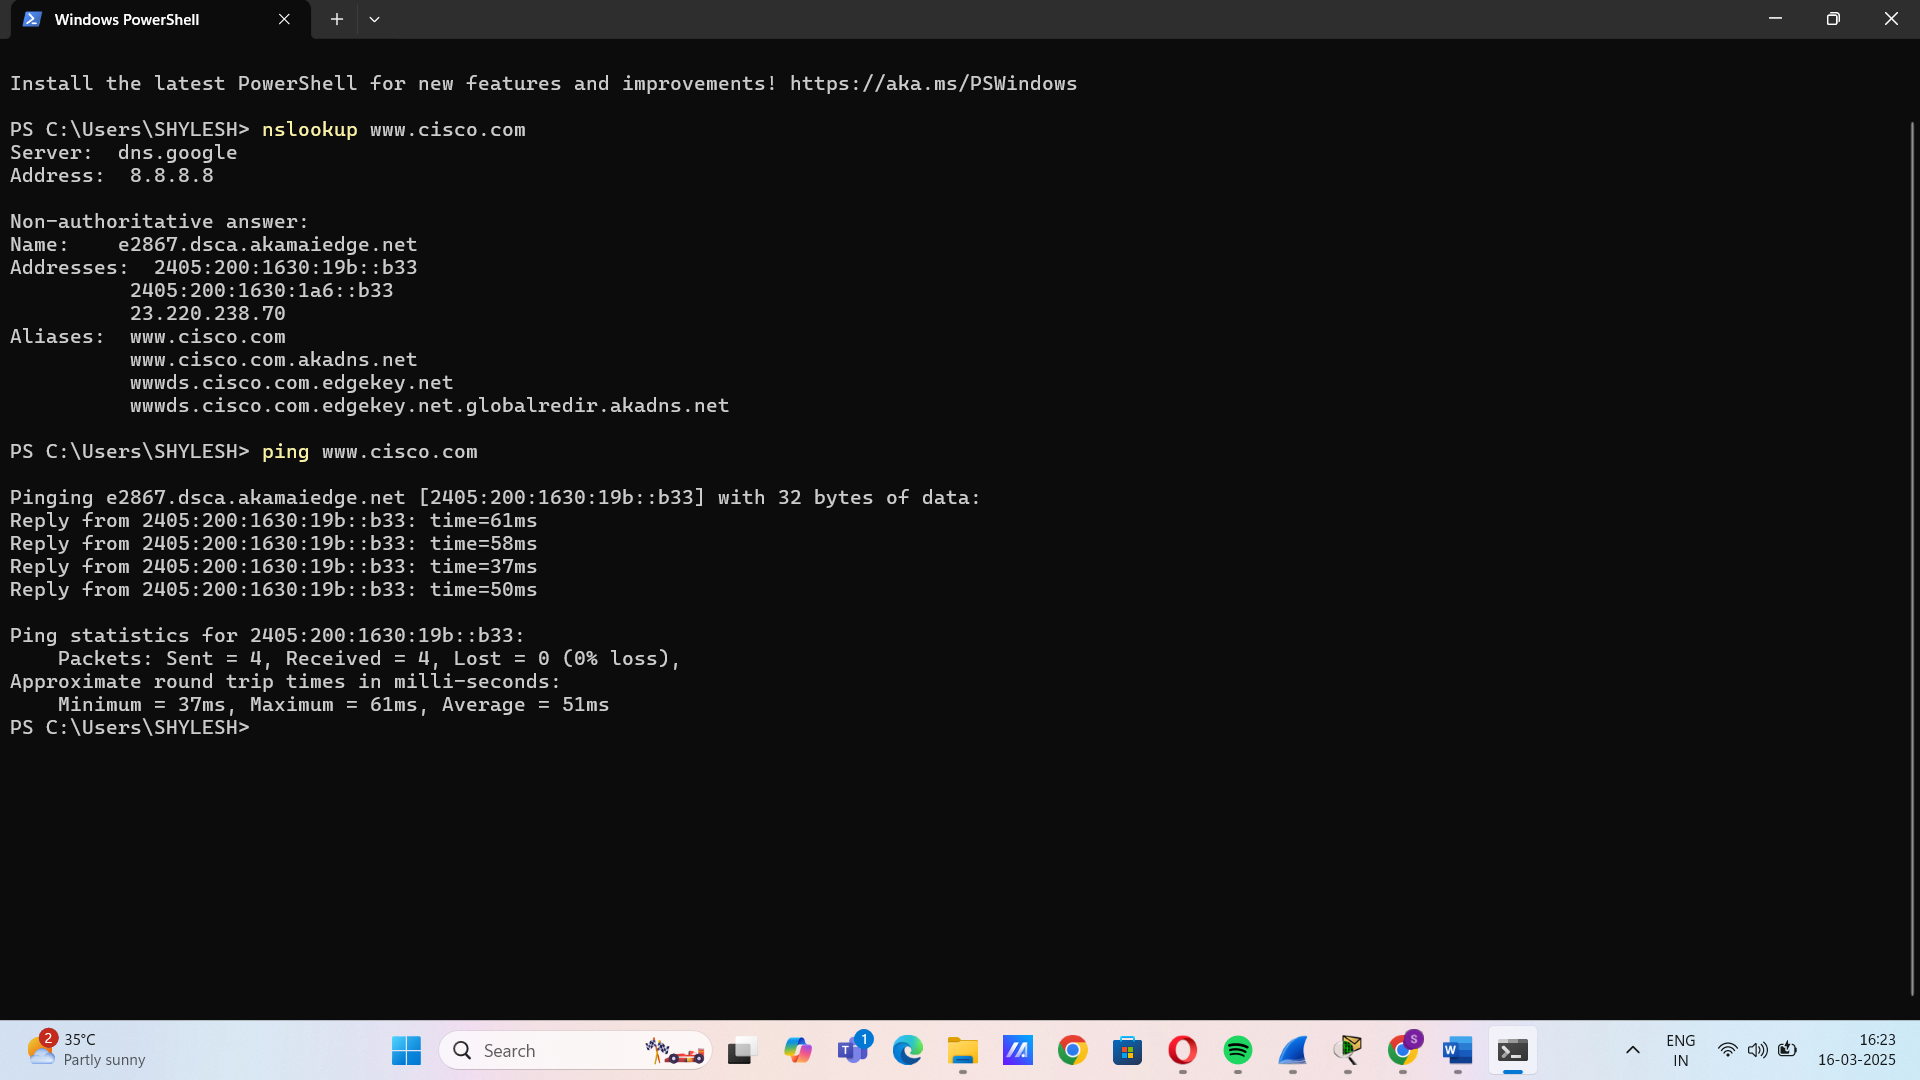 Windows PowerShell
Install the latest PowerShell for new features and improvements! https://aka.ms/PSWindows
PS C:\Users\SHYLESH> nslookup www.cisco.com
Server:  dns.google
Address:  8.8.8.8
Non-authoritative answer:
Name:    e2867.dsca.akamaiedge.net
Addresses:  2405:200:1630:19b::b33
2405:200:1630:1a6::b33
23.220.238.70
Aliases:  www.cisco.com
www.cisco.com.akadns.net
wwwds.cisco.com.edgekey.net
wwwds.cisco.com.edgekey.net.globalredir.akadns.net
PS C:\Users\SHYLESH> ping www.cisco.com
Pinging e2867.dsca.akamaiedge.net [2405:200:1630:19b::b33] with 32 bytes of data:
Reply from 2405:200:1630:19b::b33: time=61ms
Reply from 2405:200:1630:19b::b33: time=58ms
Reply from 2405:200:1630:19b::b33: time=37ms
Reply from 2405:200:1630:19b::b33: time=50ms
Ping statistics for 2405:200:1630:19b::b33:
Packets: Sent = 4, Received = 4, Lost = 0 (0% loss),
Approximate round trip times in milli-seconds:
Minimum = 37ms, Maximum = 61ms, Average = 51ms
PS C:\Users\SHYLESH>
2
35°C
Partly sunny
Search
T
1
S
W
ENG
IN
16:23
16-03-2025